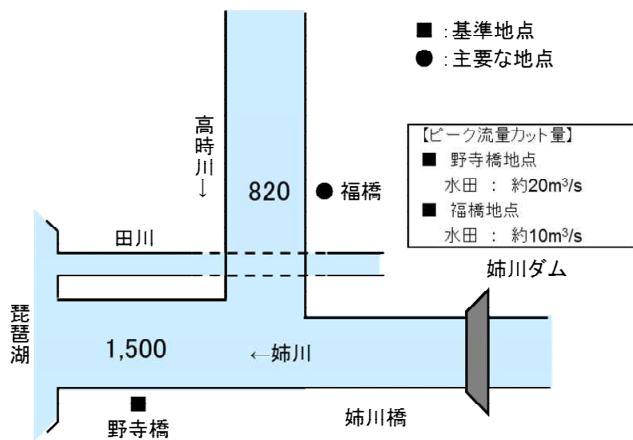 ■ : 基準地点
● : 主要な地点
高時川
↓
【ピーク流量カット量】
■ 野寺橋地点
水田 : 約20m³/s
■ 福橋地点
水田 : 約10m³/s
820
● 福橋
田川
姉川ダム
琵琶湖
1,500
←姉川
■
野寺橋
姉川橋